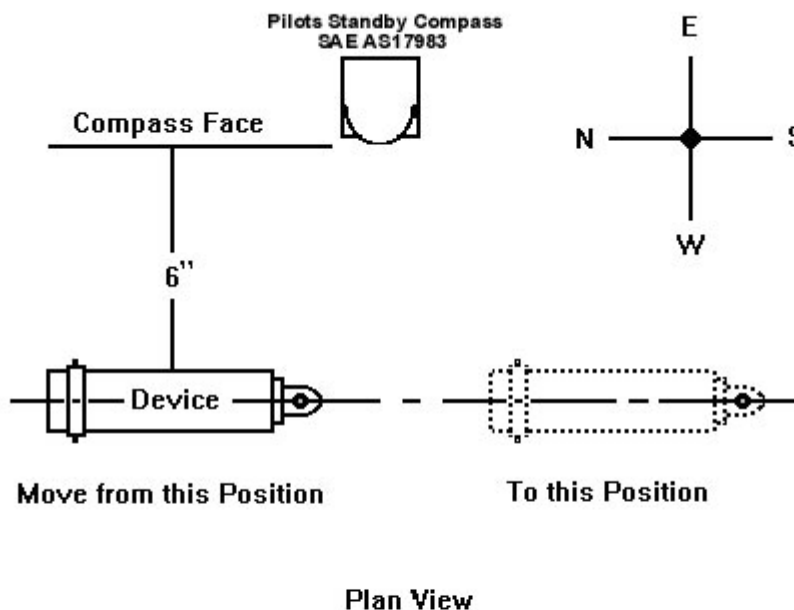 Pilots Standby Compass
SAE AS17983
E
Compass Face
N
S
W
6"
Device
Move from this Position
To this Position
Plan View